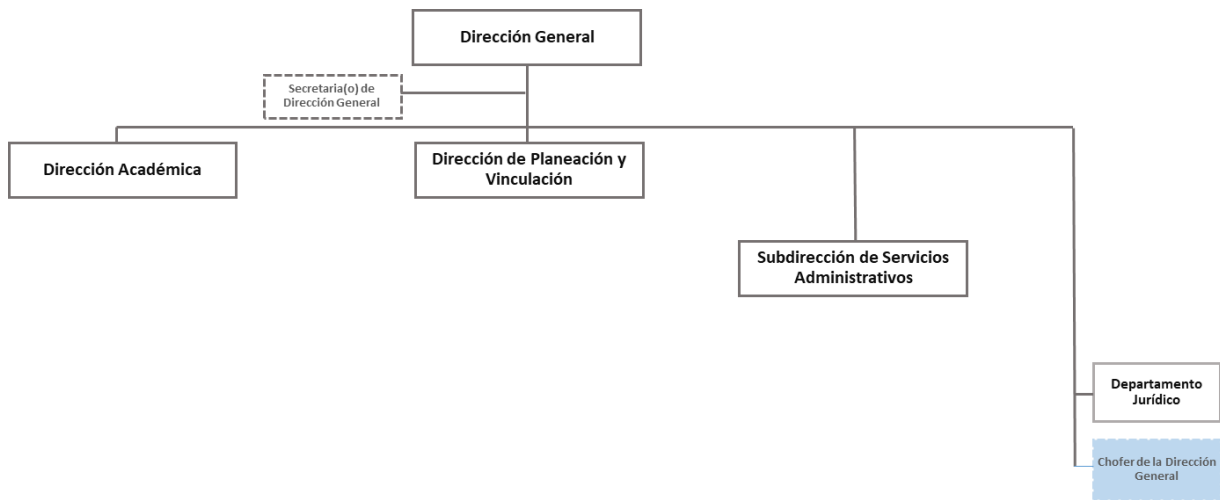 Dirección General
Secretaria(o) de
Dirección General
Dirección Académica
Dirección de Planeación y
Vinculación
Subdirección de Servicios
Administrativos
Departamento
Jurídico
Chofer de la Dirección
General